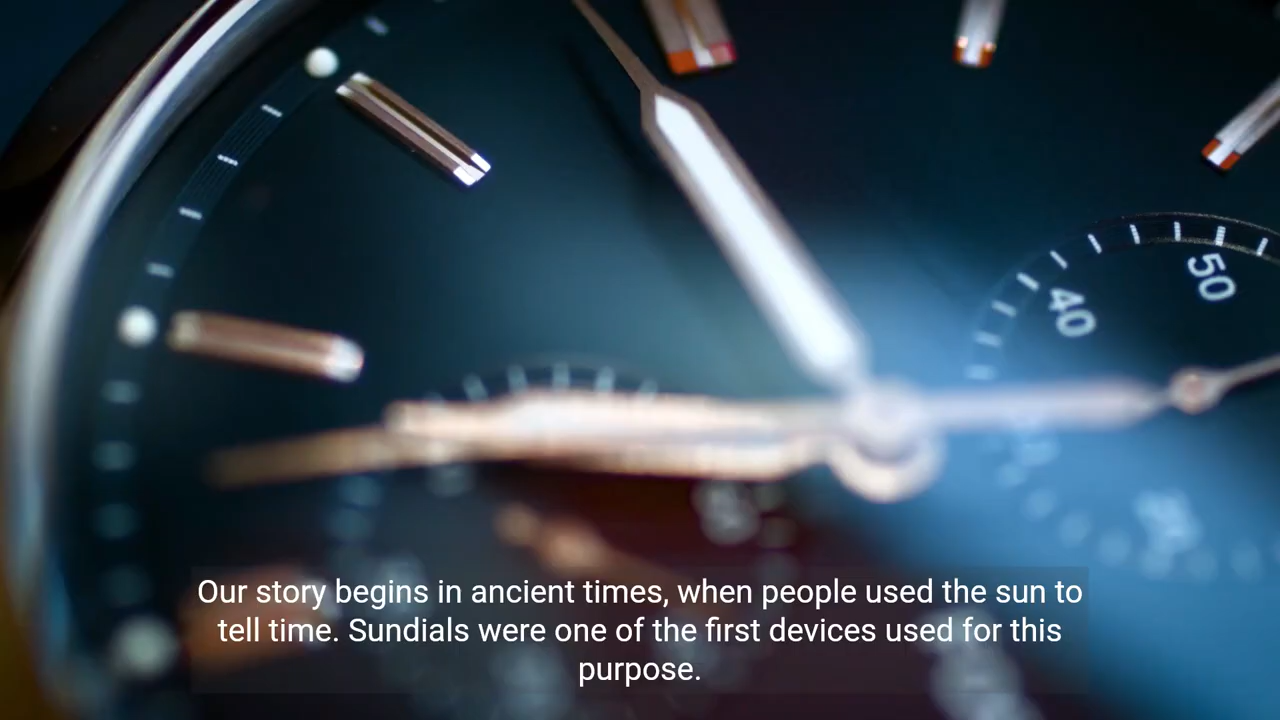 50
40
Our story begins in ancient times, when people used the sun to
tell time. Sundials were one of the first devices used for this
purpose.